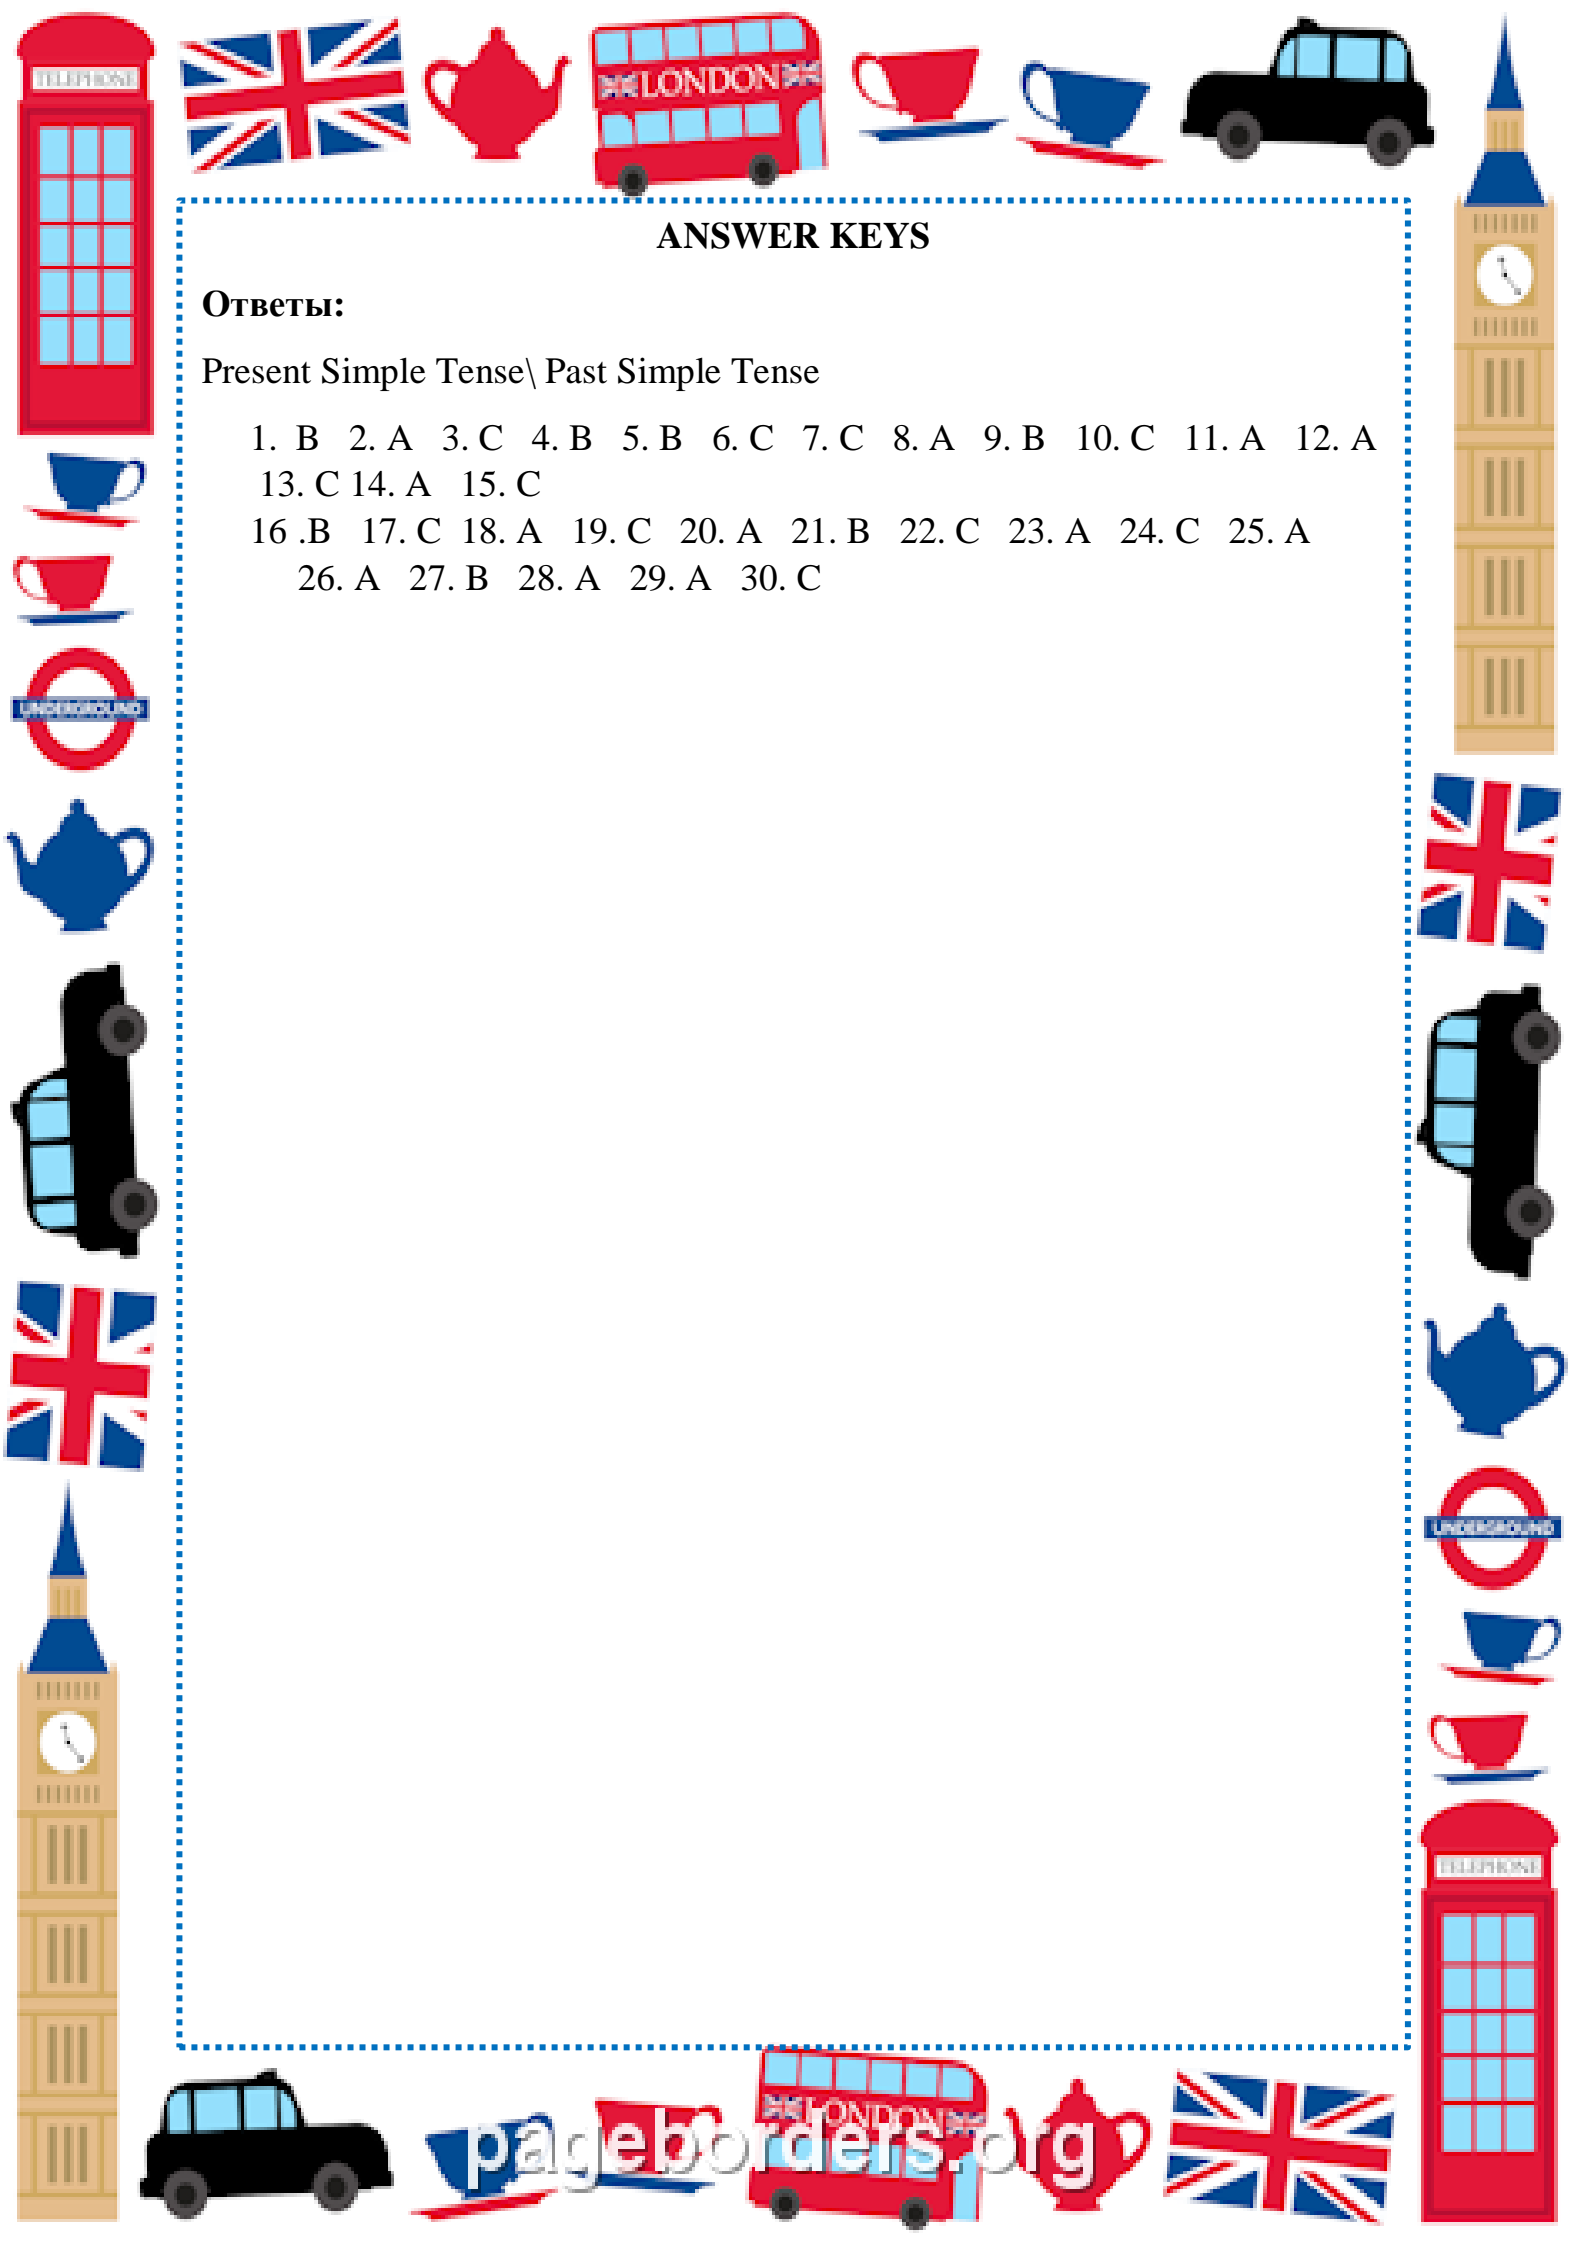 TELEPHONE
LONDON
ANSWER KEYS
Ответы:
Present Simple Tense\ Past Simple Tense
1. B 2. A 3. C 4. B 5. B 6. C 7. C 8. A 9. B 10. C 11. A 12. A
13. C 14. A 15. C
16 .B 17. C 18. A 19. C 20. A 21. B 22. C 23. A 24. C 25. A
26. A 27. B 28. A 29. A 30. C
UNDERGROUND
UNDERGROUND
TELEPHONE
LONDON
pageborders.org